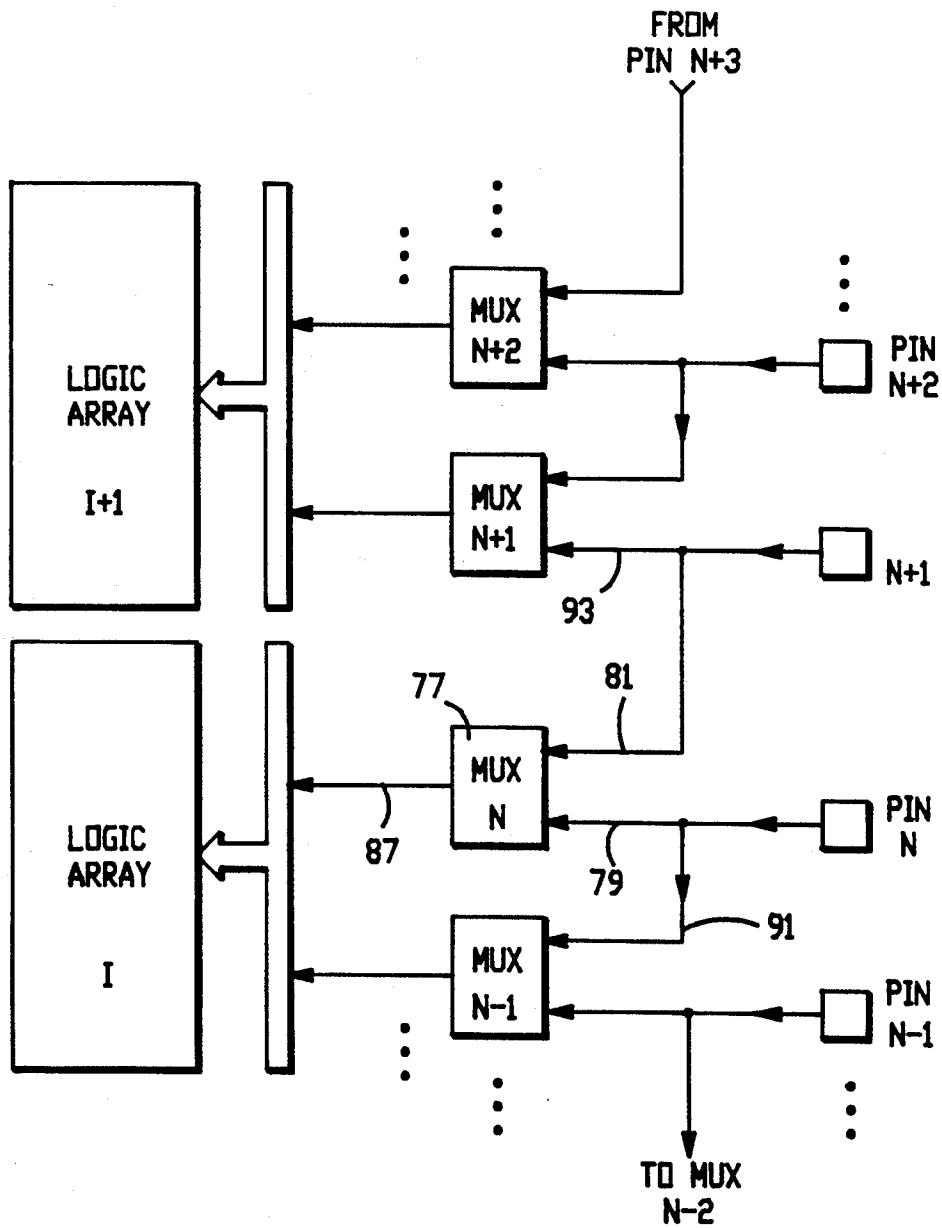 FROM
PIN N+3
MUX
N+2
PIN
N+2
LOGIC
ARRAY
I+1
MUX
N+1
N+1
93
81
77
MUX
N
PIN
N
87
79
LOGIC
ARRAY
I
91
MUX
N-1
PIN
N-1
TO MUX
N-2